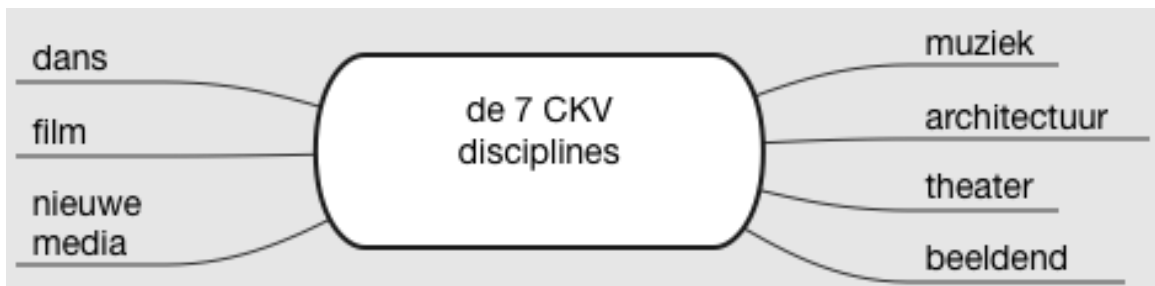 dans
film
nieuwe
media
de 7 CKV
disciplines
muziek
architectuur
theater
beeldend